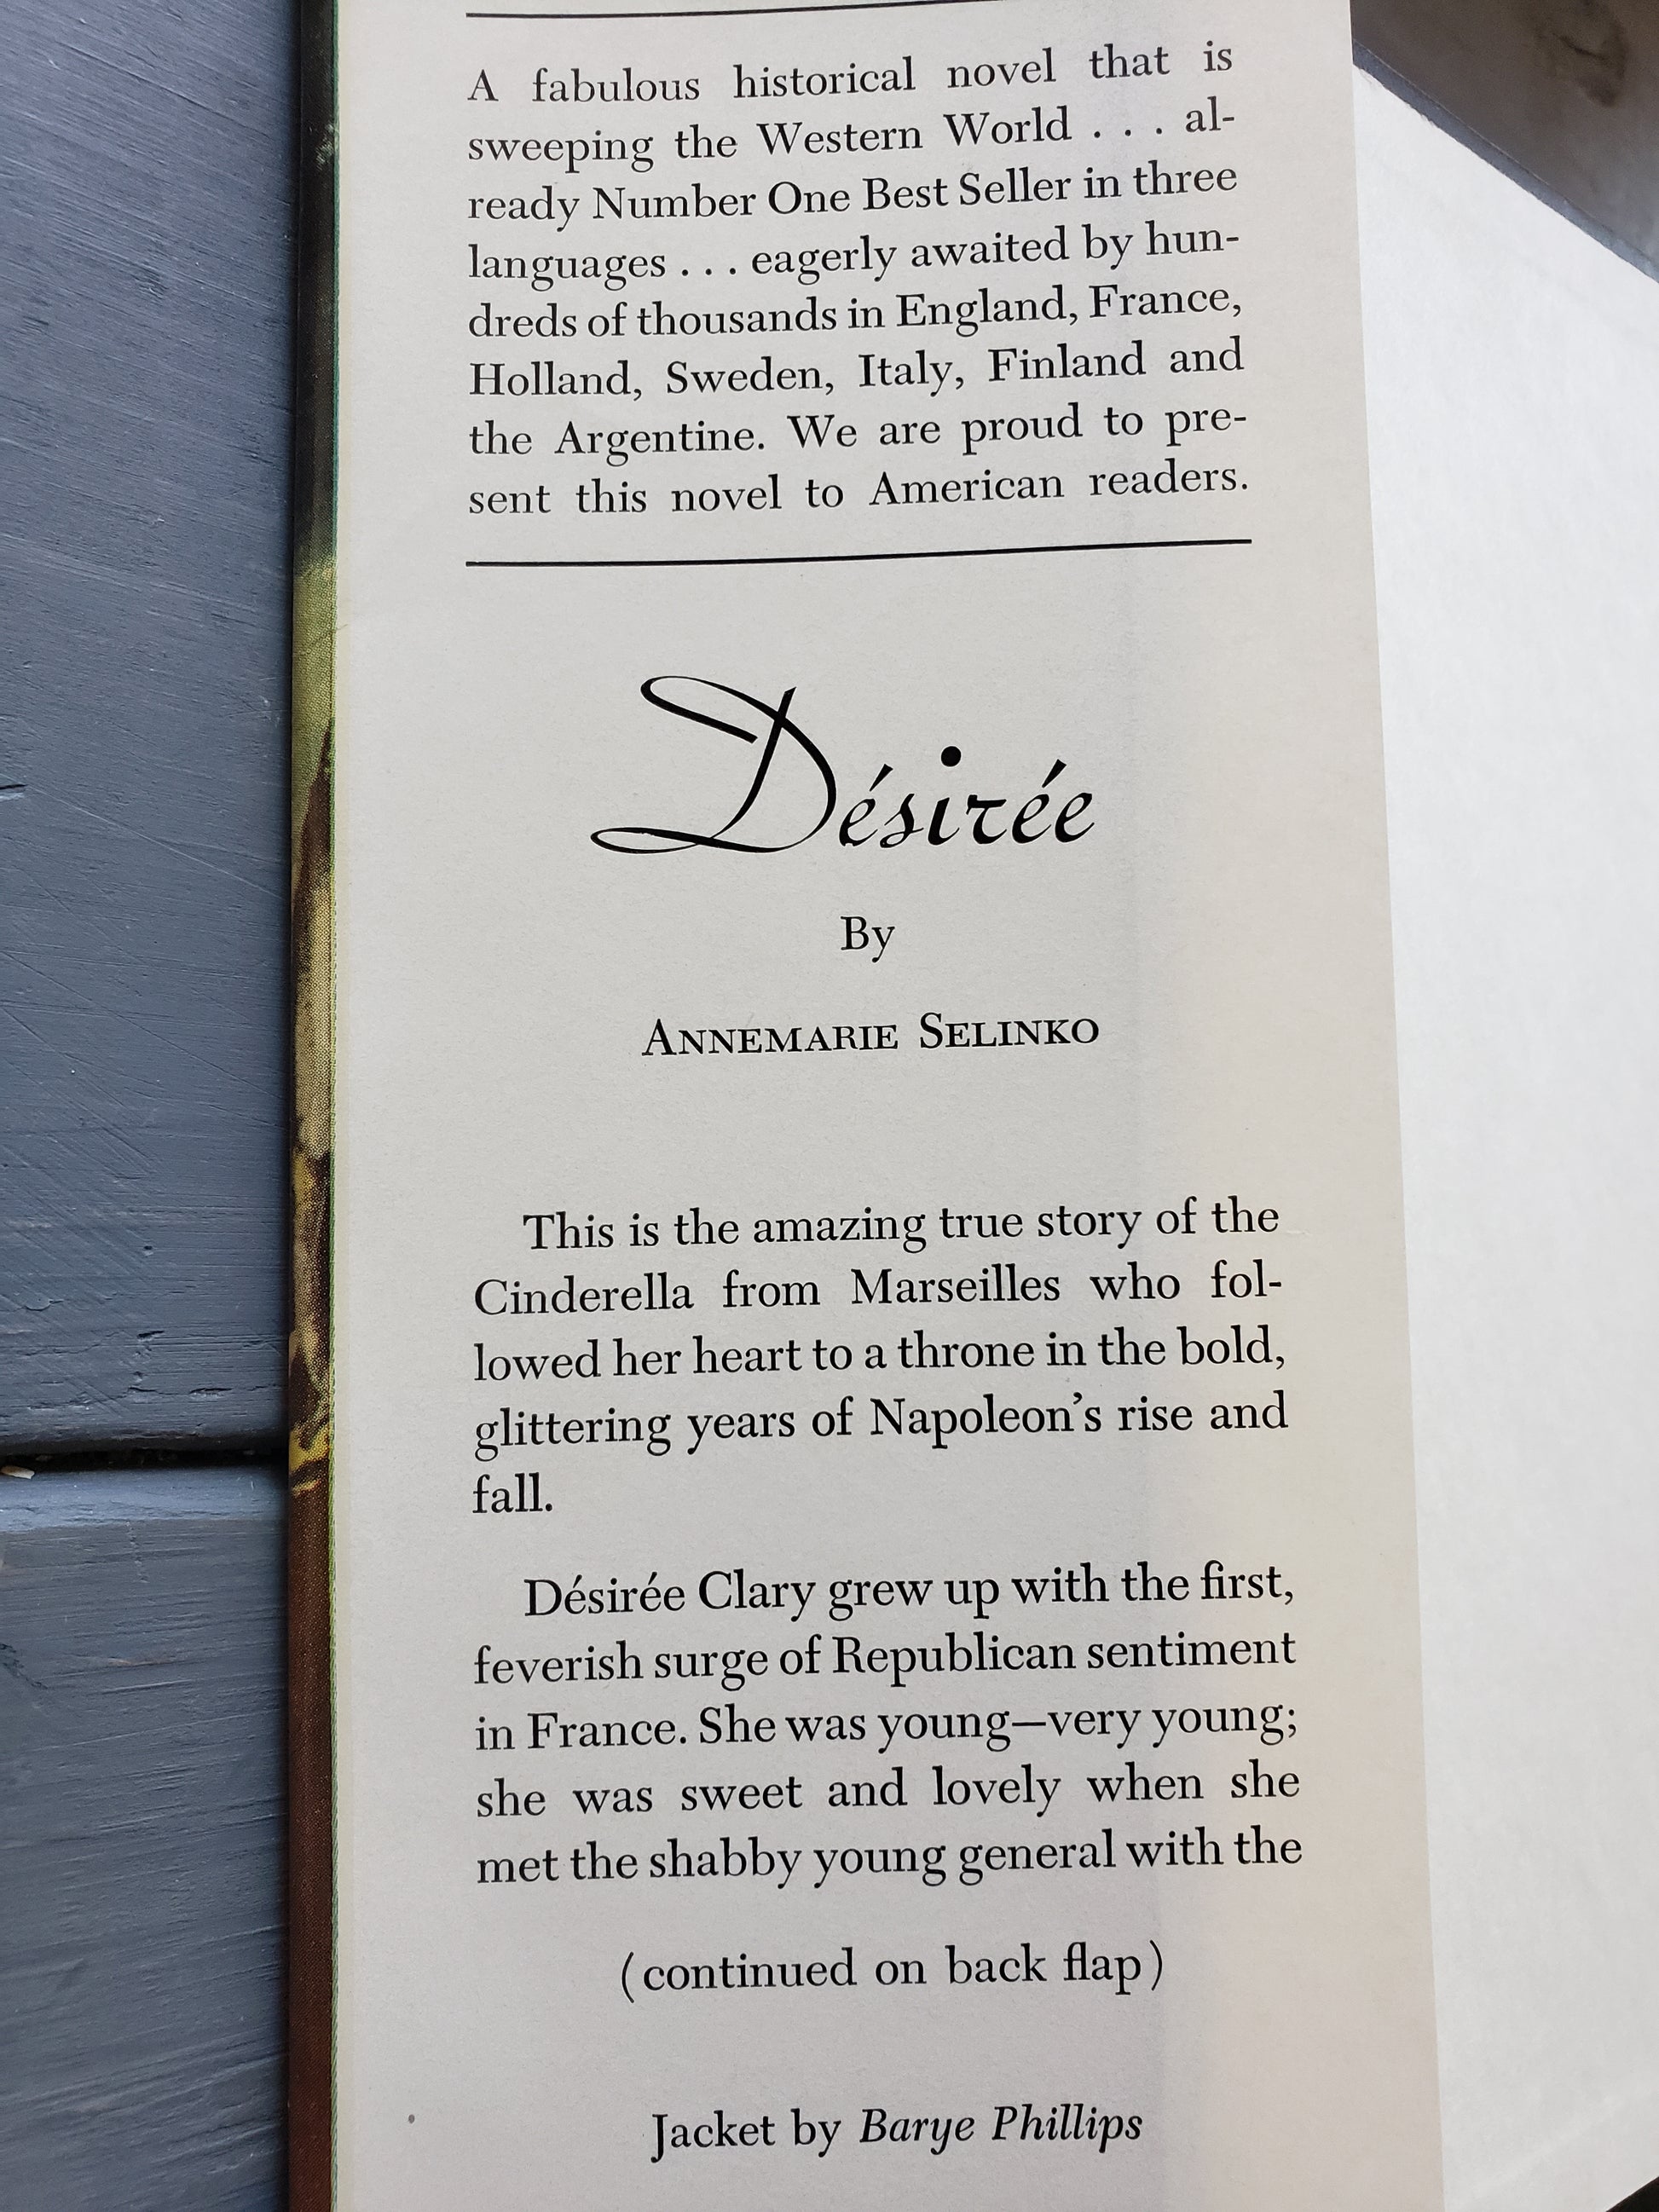 A fabulous historical novel that is
sweeping the Western World . . . al-
ready Number One Best Seller in three
languages . . . eagerly awaited by hun-
dreds of thousands in England, France,
Holland, Sweden, Italy, Finland and
the Argentine. We are proud to pre-
sent this novel to American readers.
Désirée
By
ANNEMARIE SELINKO
This is the amazing true story of the
Cinderella from Marseilles who fol-
lowed her heart to a throne in the bold,
glittering years of Napoleon's rise and
fall.
Désirée Clary grew up with the first,
feverish surge of Republican sentiment
in France. She was young—very young;
she was sweet and lovely when she
met the shabby young general with the
(continued on back flap)
Jacket by Barye Phillips